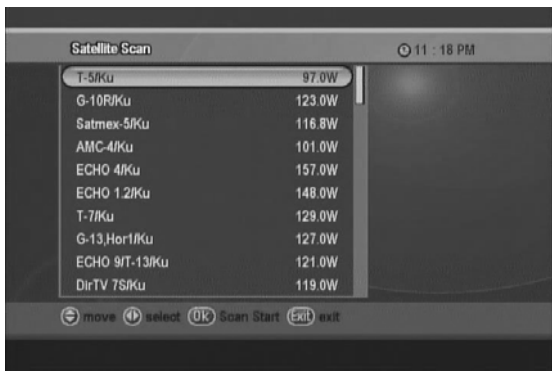 Satellite Scan 11 : 18 PM
T-5/Ku 97.0W
G-10R/Ku 123.0W
Satmex-5/Ku 116.8W
AMC-4/Ku 101.0W
ECHO 4/Ku 157.0W
ECHO 1.2/Ku 148.0W
T-7/Ku 129.0W
G-13,Hor1/Ku 127.0W
ECHO 9/T-13/Ku 121.0W
DirTV 7S/Ku 119.0W
move select OK Scan Start Exit exit